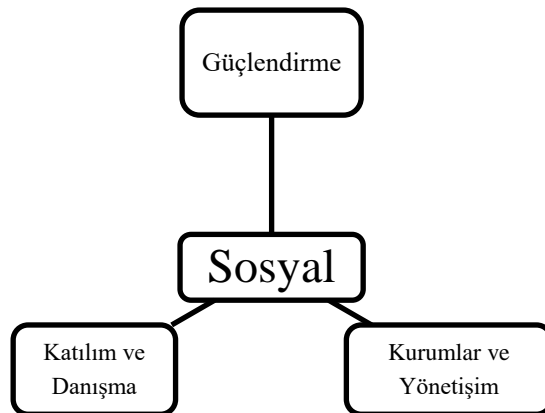 Güçlendirme
Sosyal
Katılım ve
Danışma
Kurumlar ve
Yönetişim